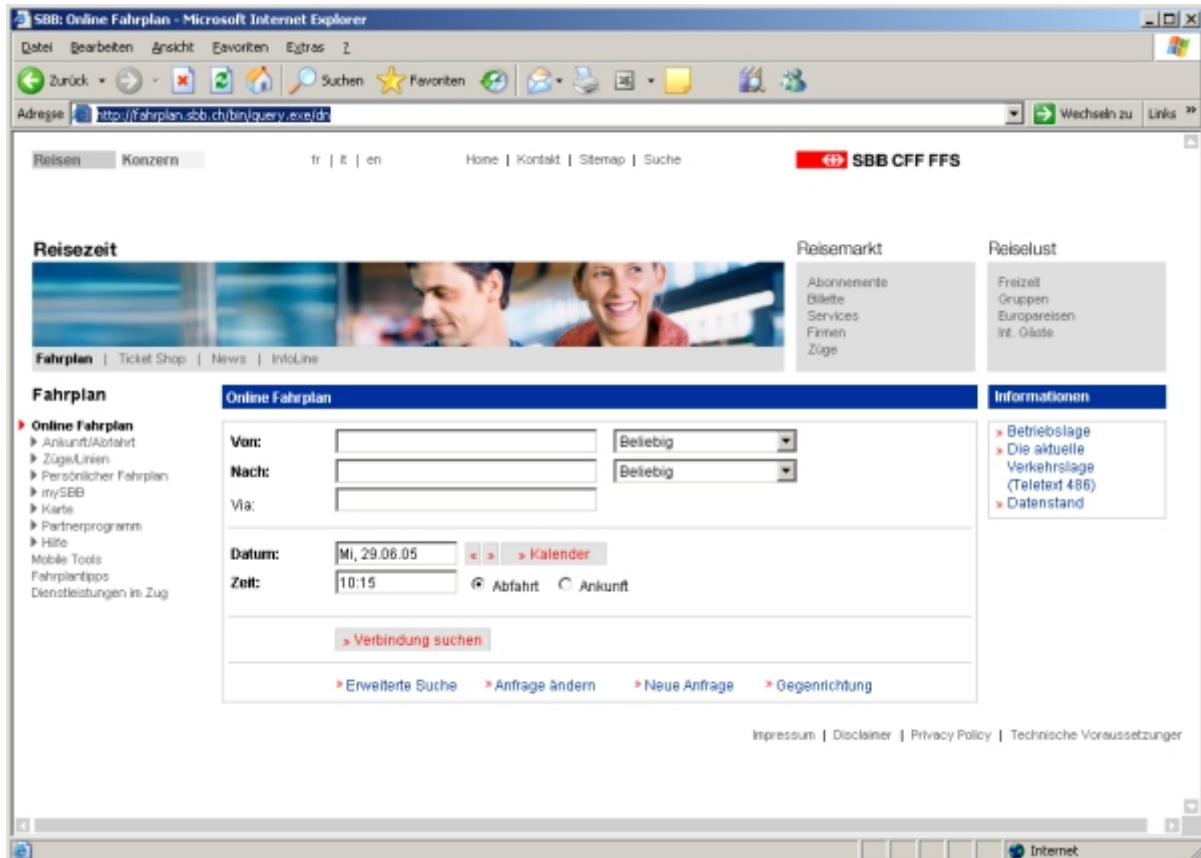 SBB: Online Fahrplan - Microsoft Internet Explorer
Datei Bearbeiten Ansicht Favoriten Extras ?
Zurück Suchen Favoriten
Adresse http://fahrplan.sbb.ch/bin/query.exe/dn Wechseln zu Links »
Reisen Konzern fr | it | en Home | Kontakt | Sitemap | Suche SBB CFF FFS
Reisezeit Reisemarkt Reiselust
Abonnemente Freizeit
Billette Gruppen
Services Europareisen
Firmen Int. Gäste
Züge
Fahrplan | Ticket Shop | News | InfoLine
Fahrplan Online Fahrplan Informationen
Online Fahrplan
Ankunft/Abfahrt
Züge/Linien
Persönlicher Fahrplan
mySBB
Karte
Partnerprogramm
Hilfe
Mobile Tools
Fahrplantipps
Dienstleistungen im Zug
Von: Beliebig
Nach: Beliebig
Via:
Datum: Mi, 29.06.05 « » » Kalender
Zeit: 10:15 Abfahrt Ankunft
» Verbindung suchen
» Erweiterte Suche » Anfrage ändern » Neue Anfrage » Gegenrichtung
» Betriebslage
» Die aktuelle
Verkehrslage
(Teletext 486)
» Datenstand
Impressum | Disclaimer | Privacy Policy | Technische Voraussetzunger
Internet